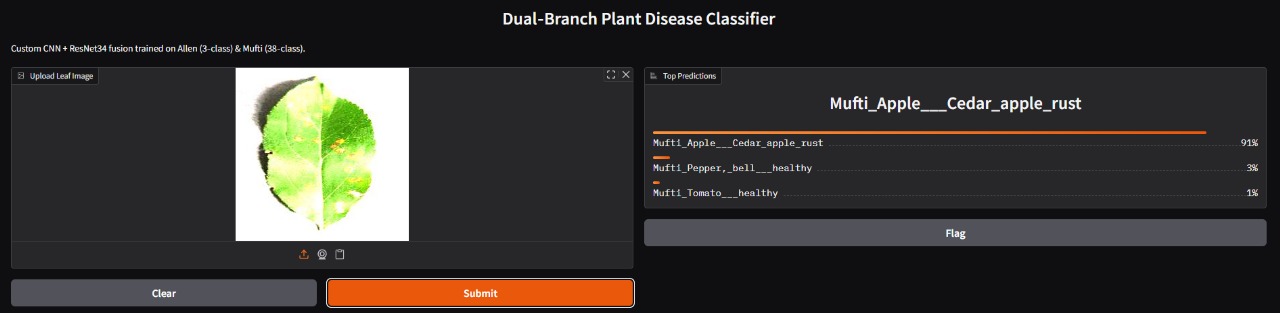 Dual-Branch Plant Disease Classifier
Custom CNN + ResNet34 fusion trained on Allen (3-class) & Mufti (38-class).
Upload Leaf Image
Clear
Submit
Top Predictions
Mufti_Apple___Cedar_apple_rust
Mufti_Apple___Cedar_apple_rust 91%
Mufti_Pepper,_bell___healthy 3%
Mufti_Tomato___healthy 1%
Flag